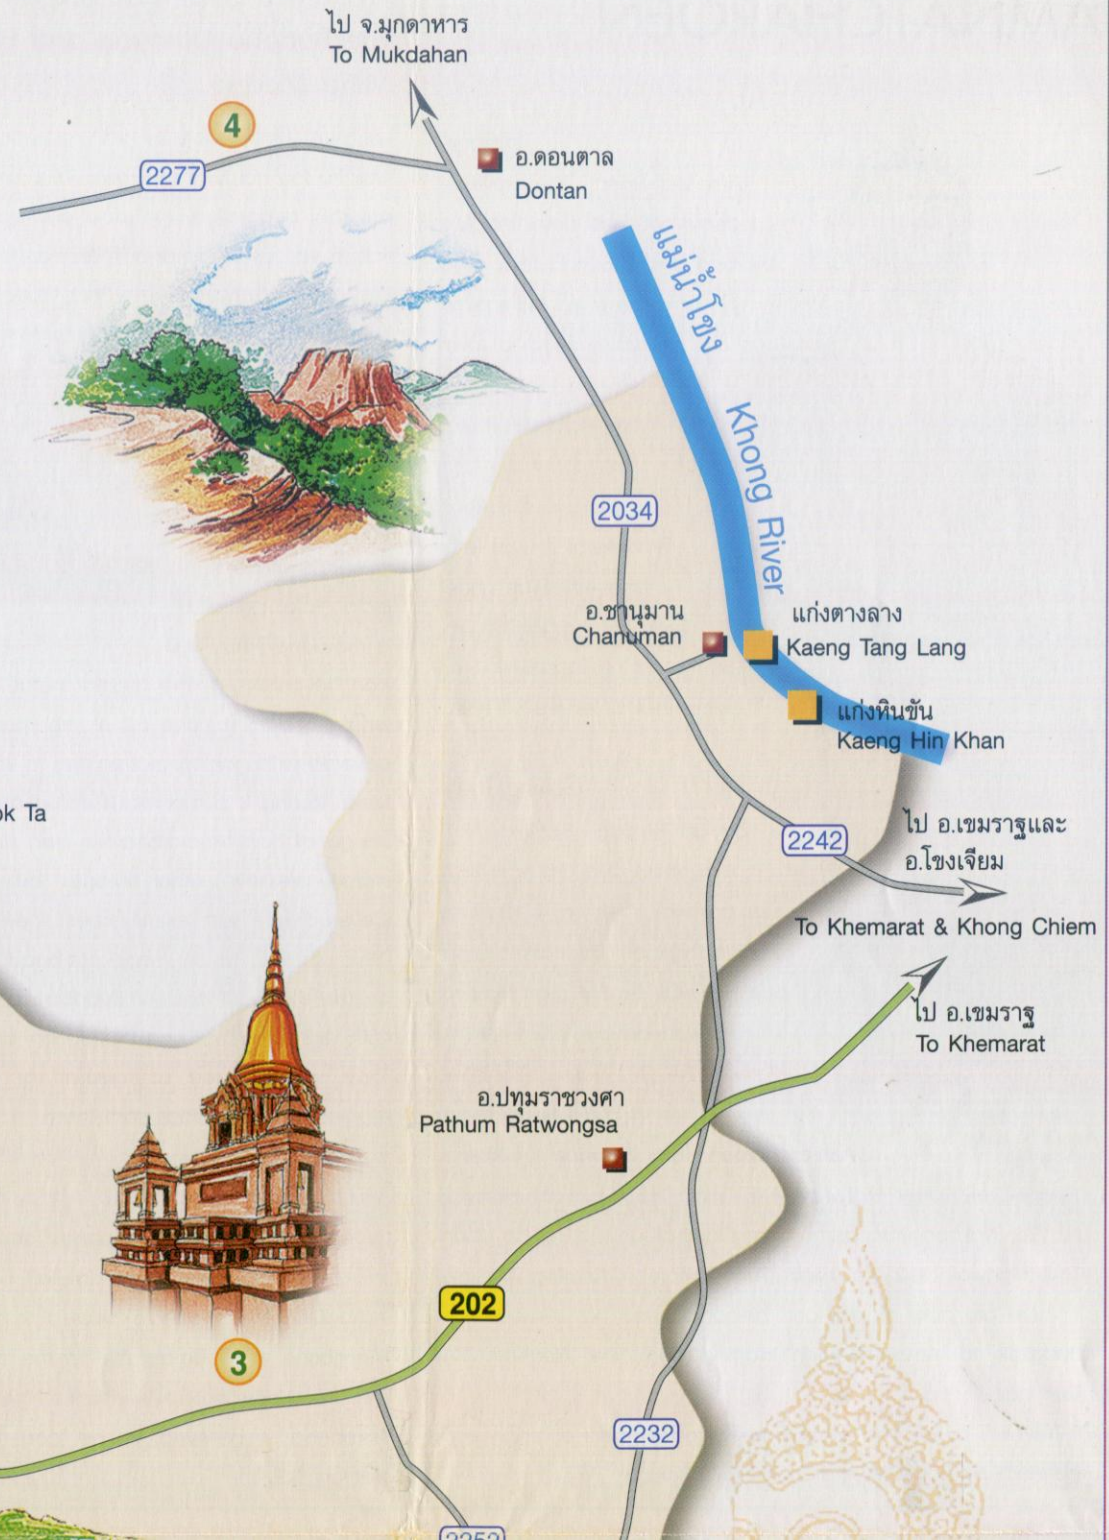 ไป จ.มุกดาหาร
To Mukdahan
4
2277
อ.ดอนตาล
Dontan
แม่น้ำโขง
Khong River
2034
อ.ชานุมาน
Chanuman
แก่งตางลาง
Kaeng Tang Lang
แก่งหินขัน
Kaeng Hin Khan
Ta
2242
ไป อ.เขมราฐและ
อ.โขงเจียม
To Khemarat & Khong Chiem
ไป อ.เขมราฐ
To Khemarat
อ.ปทุมราชวงศา
Pathum Ratwongsa
202
3
2232